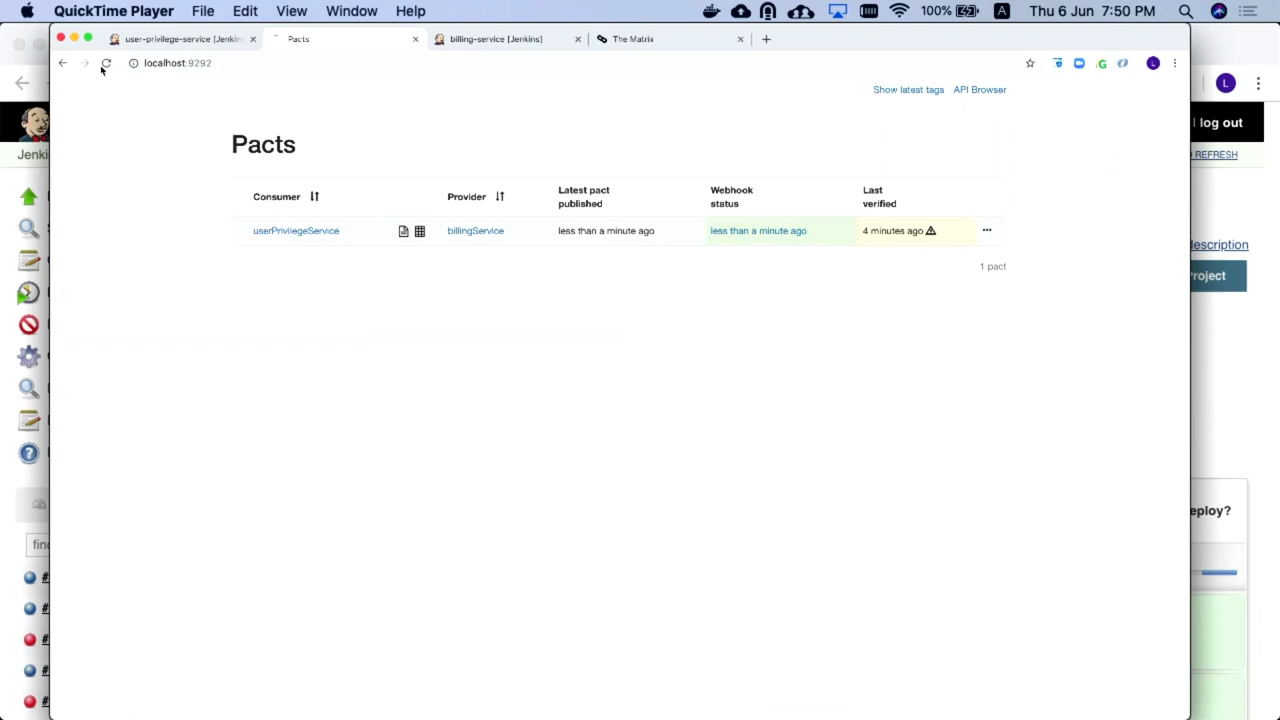 QuickTime Player File Edit View Window Help 100% A Thu 6 Jun 7:50 PM
user-privilege-service [Jenkins Pacts billing-service [Jenkins] The Matrix
localhost:9292
L
L
Show latest tags API Browser
log out
Jenki
REFRESH
Pacts
Consumer Provider Latest pact published Webhook status Last verified
userPrivilegeService billingService less than a minute ago less than a minute ago 4 minutes ago
description
1 pact
Project
eploy?
find
#
#
#
#
#